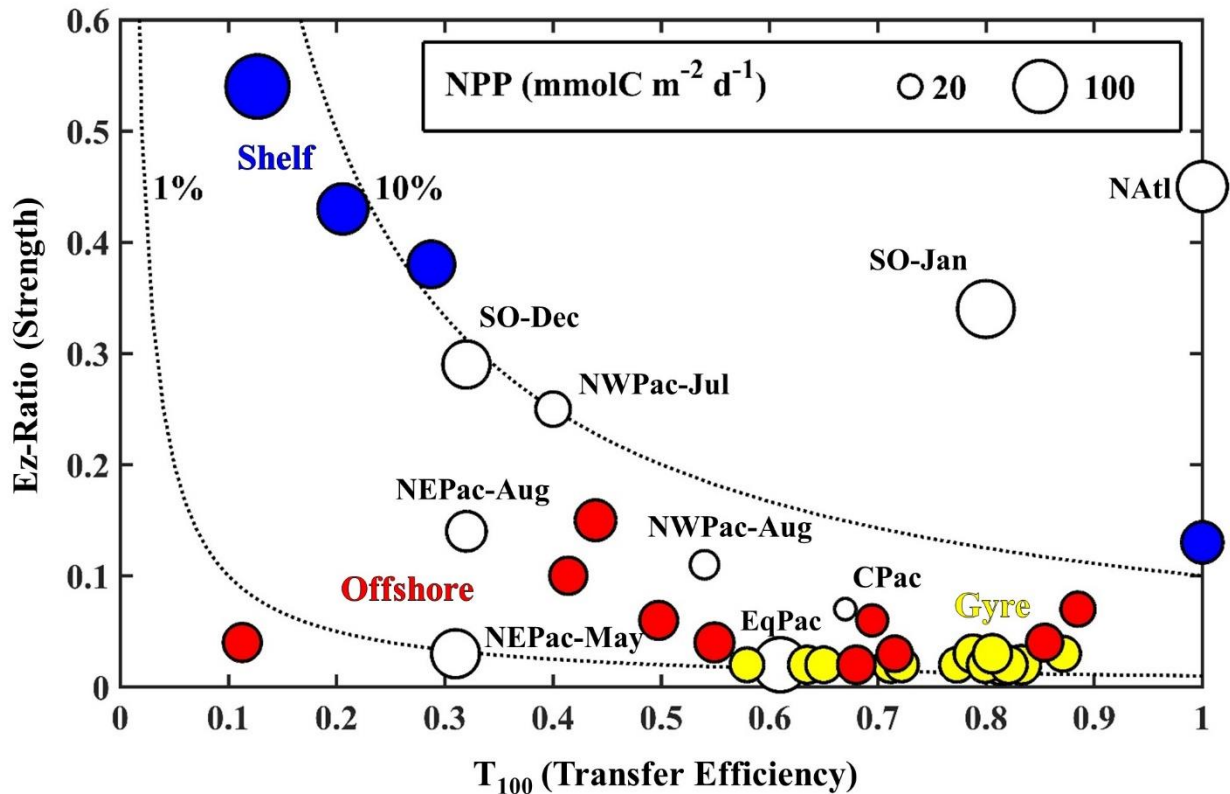 0.6
NPP (mmolC m⁻² d⁻¹) 20 100
0.5
Shelf
1% 10%
NAtl
0.4
SO-Jan
SO-Dec
0.3
NWPac-Jul
0.2
NEPac-Aug
NWPac-Aug
0.1
Offshore
CPac
Gyre
EqPac
NEPac-May
0
0 0.1 0.2 0.3 0.4 0.5 0.6 0.7 0.8 0.9 1
Ez-Ratio (Strength)
T₁₀₀ (Transfer Efficiency)